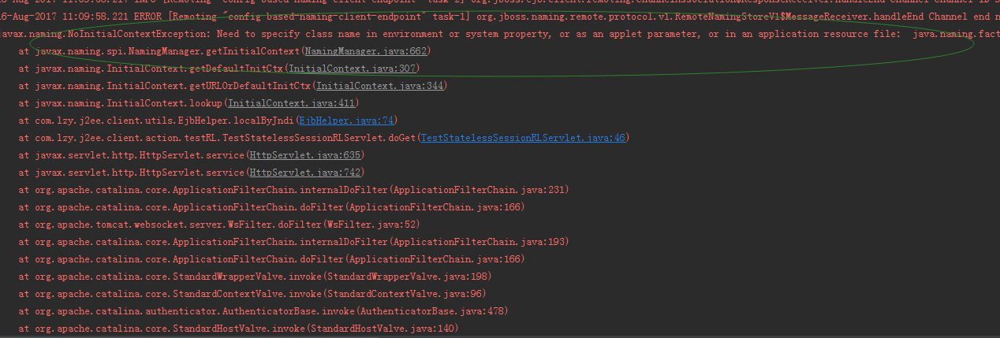 16-Aug-2017 11:09:58.221 ERROR [Remoting "config-based-naming-client-endpoint" task-1] org.jboss.naming.remote.protocol.v1.RemoteNamingStoreV1$MessageReceiver.handleEnd Channel end n
javax.naming.NoInitialContextException: Need to specify class name in environment or system property, or as an applet parameter, or in an application resource file:  java.naming.fact
at javax.naming.spi.NamingManager.getInitialContext(NamingManager.java:662)
at javax.naming.InitialContext.getDefaultInitCtx(InitialContext.java:307)
at javax.naming.InitialContext.getURLOrDefaultInitCtx(InitialContext.java:344)
at javax.naming.InitialContext.lookup(InitialContext.java:411)
at com.lzy.j2ee.client.utils.EjbHelper.localByJndi(EjbHelper.java:74)
at com.lzy.j2ee.client.action.testRL.TestStatelessSessionRLServlet.doGet(TestStatelessSessionRLServlet.java:46)
at javax.servlet.http.HttpServlet.service(HttpServlet.java:635)
at javax.servlet.http.HttpServlet.service(HttpServlet.java:742)
at org.apache.catalina.core.ApplicationFilterChain.internalDoFilter(ApplicationFilterChain.java:231)
at org.apache.catalina.core.ApplicationFilterChain.doFilter(ApplicationFilterChain.java:166)
at org.apache.tomcat.websocket.server.WsFilter.doFilter(WsFilter.java:52)
at org.apache.catalina.core.ApplicationFilterChain.internalDoFilter(ApplicationFilterChain.java:193)
at org.apache.catalina.core.ApplicationFilterChain.doFilter(ApplicationFilterChain.java:166)
at org.apache.catalina.core.StandardWrapperValve.invoke(StandardWrapperValve.java:198)
at org.apache.catalina.core.StandardContextValve.invoke(StandardContextValve.java:96)
at org.apache.catalina.authenticator.AuthenticatorBase.invoke(AuthenticatorBase.java:478)
at org.apache.catalina.core.StandardHostValve.invoke(StandardHostValve.java:140)